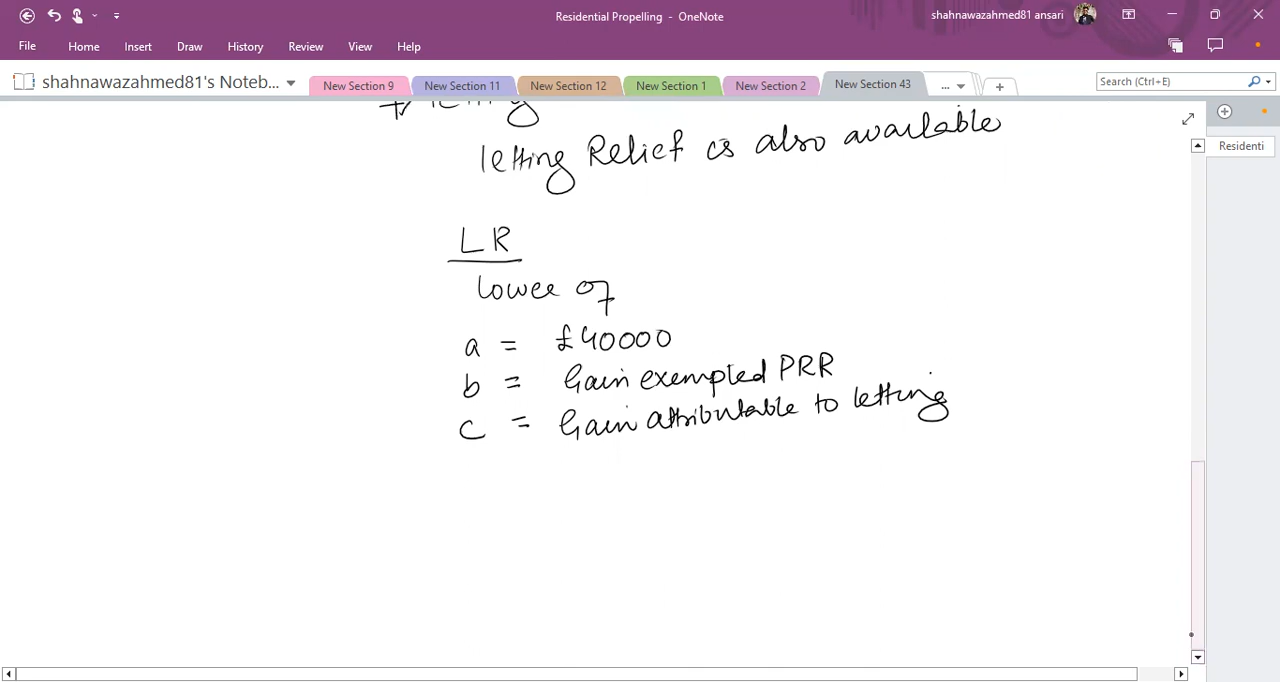 Residential Propelling - OneNote
shahnawazahmed81 ansari
File Home Insert Draw History Review View Help
shahnawazahmed81's Noteb...
New Section 9 New Section 11 New Section 12 New Section 1 New Section 2 New Section 43 ...
Search (Ctrl+E)
Residenti
letting
letting Relief is also available
LR
Lower of
a = £40000
b = Gain exempted PRR
c = Gain attributable to letting